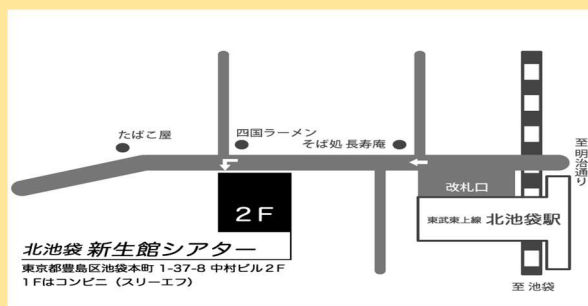 たばこ屋
四国ラーメン
そば処 長寿庵
至明治通り
改札口
2F
東武東上線 北池袋駅
北池袋 新生館シアター
東京都豊島区池袋本町 1-37-8 中村ビル2F
1Fはコンビニ（スリーエフ）
至 池袋